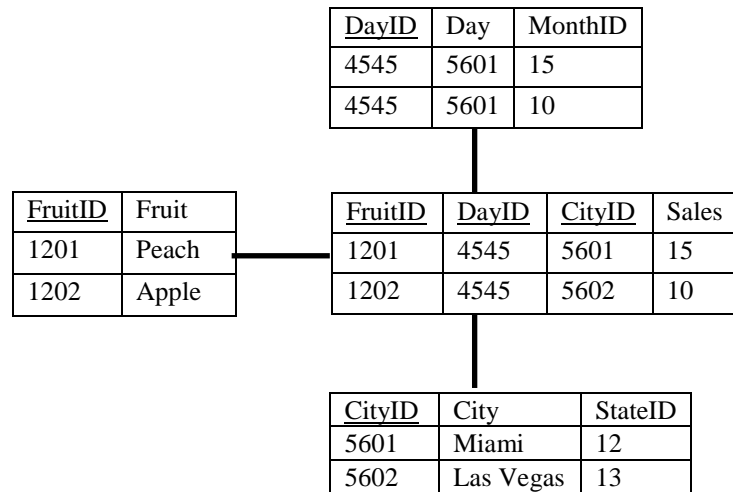 DayID Day MonthID
4545 5601 15
4545 5601 10
FruitID Fruit
1201 Peach
1202 Apple
FruitID DayID CityID Sales
1201 4545 5601 15
1202 4545 5602 10
CityID City StateID
5601 Miami 12
5602 Las Vegas 13